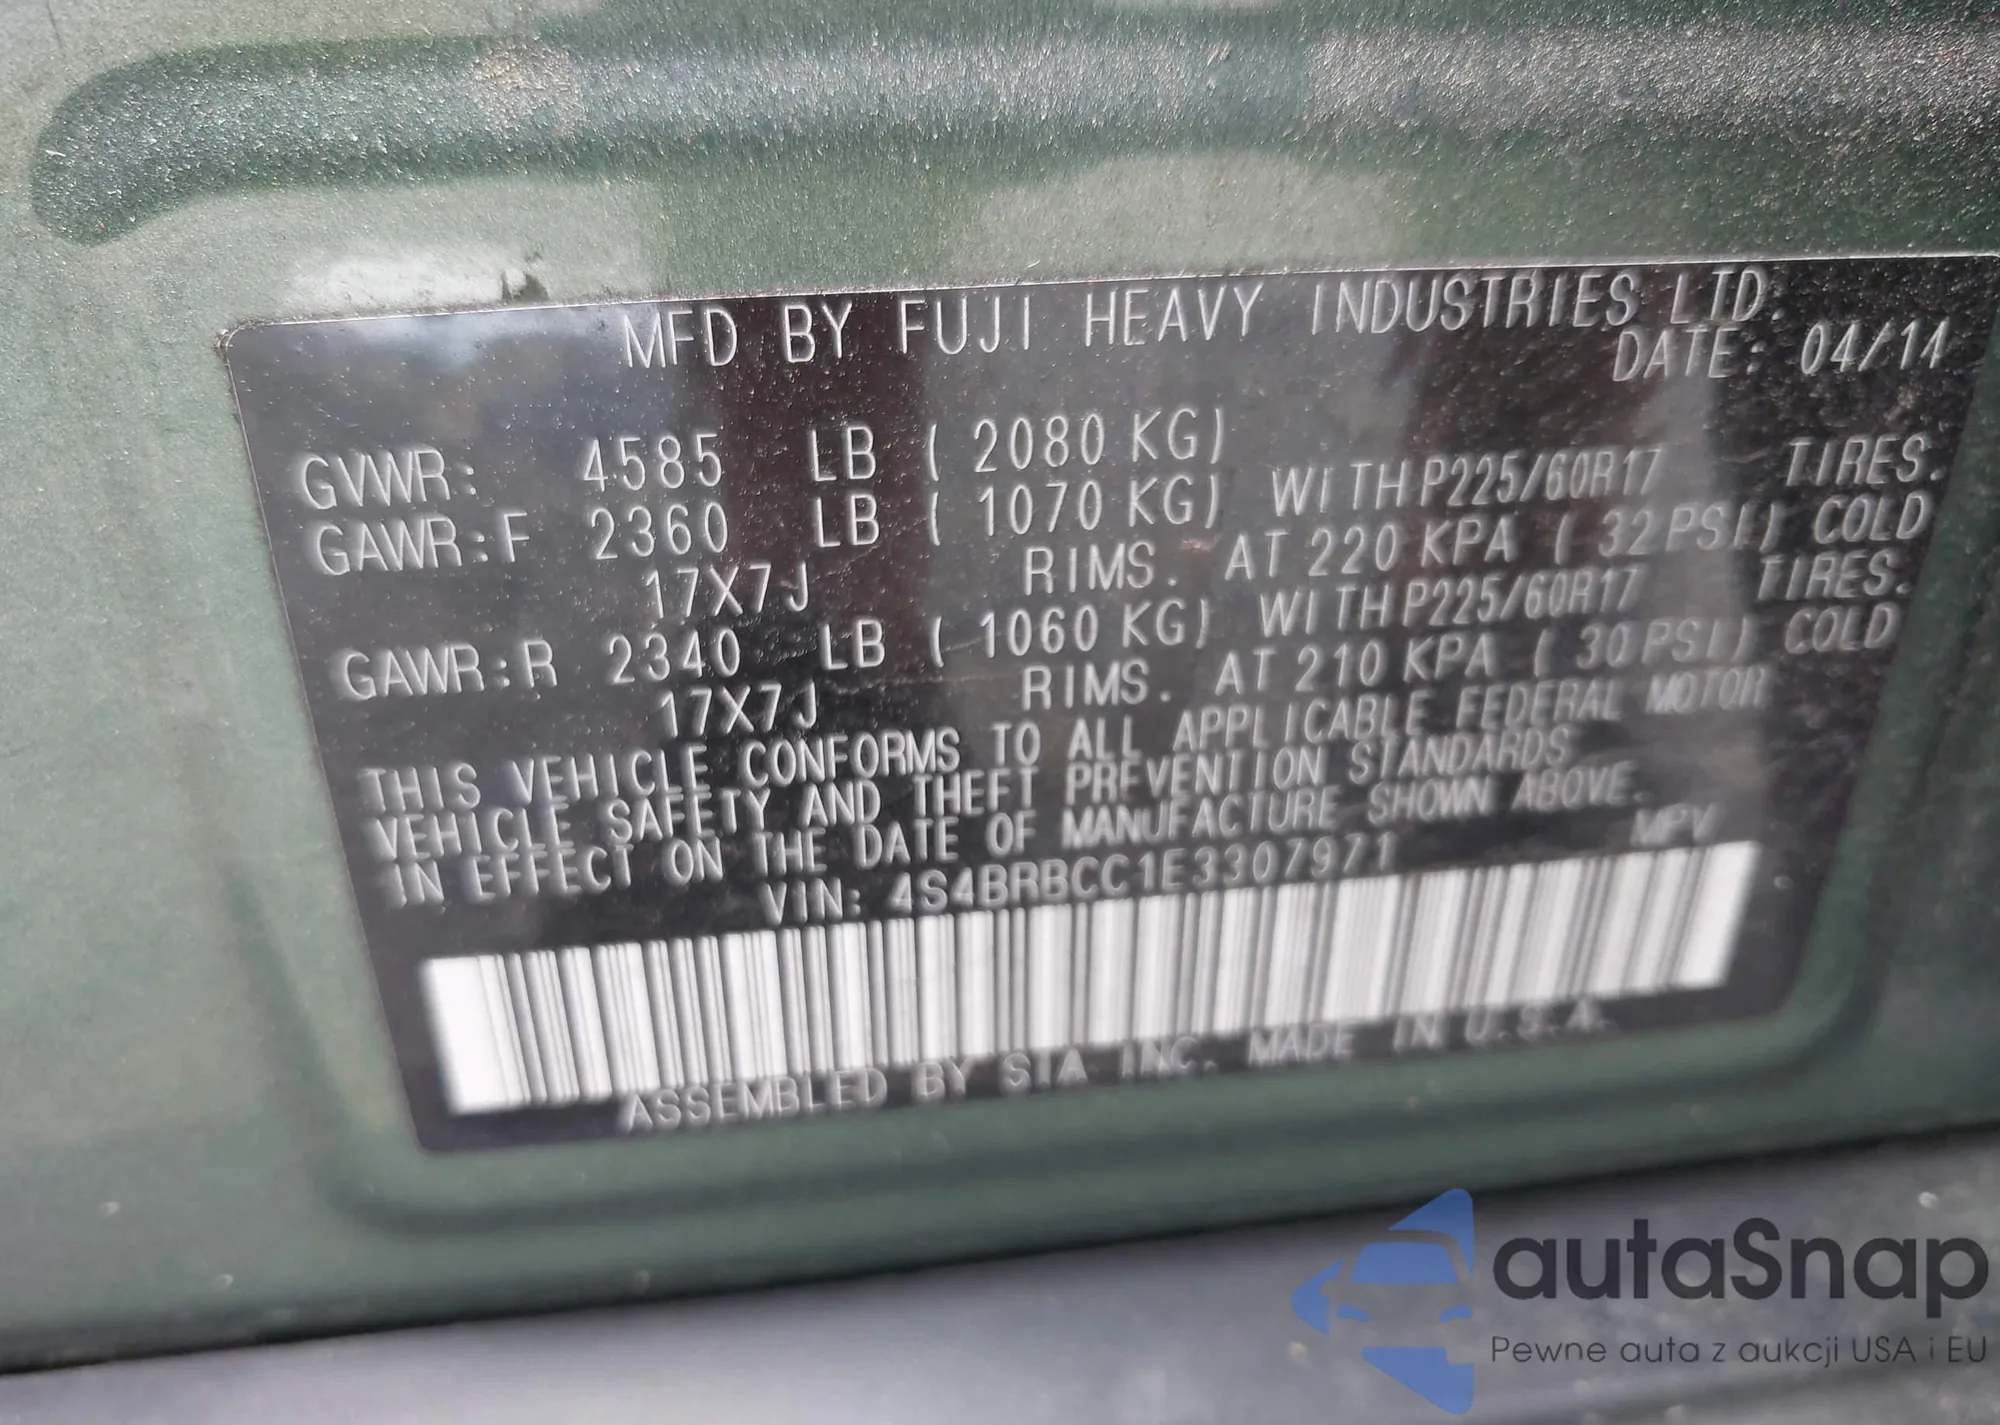 MFD BY FUJI HEAVY INDUSTRIES LTD.
DATE: 04/14
GVWR: 4585 LB ( 2080 KG)
GAWR:F 2360 LB ( 1070 KG) WITH P225/60R17 TIRES.
17X7J RIMS. AT 220 KPA ( 32 PSI) COLD
GAWR:R 2340 LB ( 1060 KG) WITH P225/60R17 TIRES.
17X7J RIMS. AT 210 KPA ( 30 PSI) COLD
THIS VEHICLE CONFORMS TO ALL APPLICABLE FEDERAL MOTOR
VEHICLE SAFETY AND THEFT PREVENTION STANDARDS
IN EFFECT ON THE DATE OF MANUFACTURE SHOWN ABOVE.
VIN: 4S4BRBCC1E3307971 MPV
ASSEMBLED BY SIA INC. MADE IN U.S.A.
autaSnap
Pewne auta z aukcji USA i EU